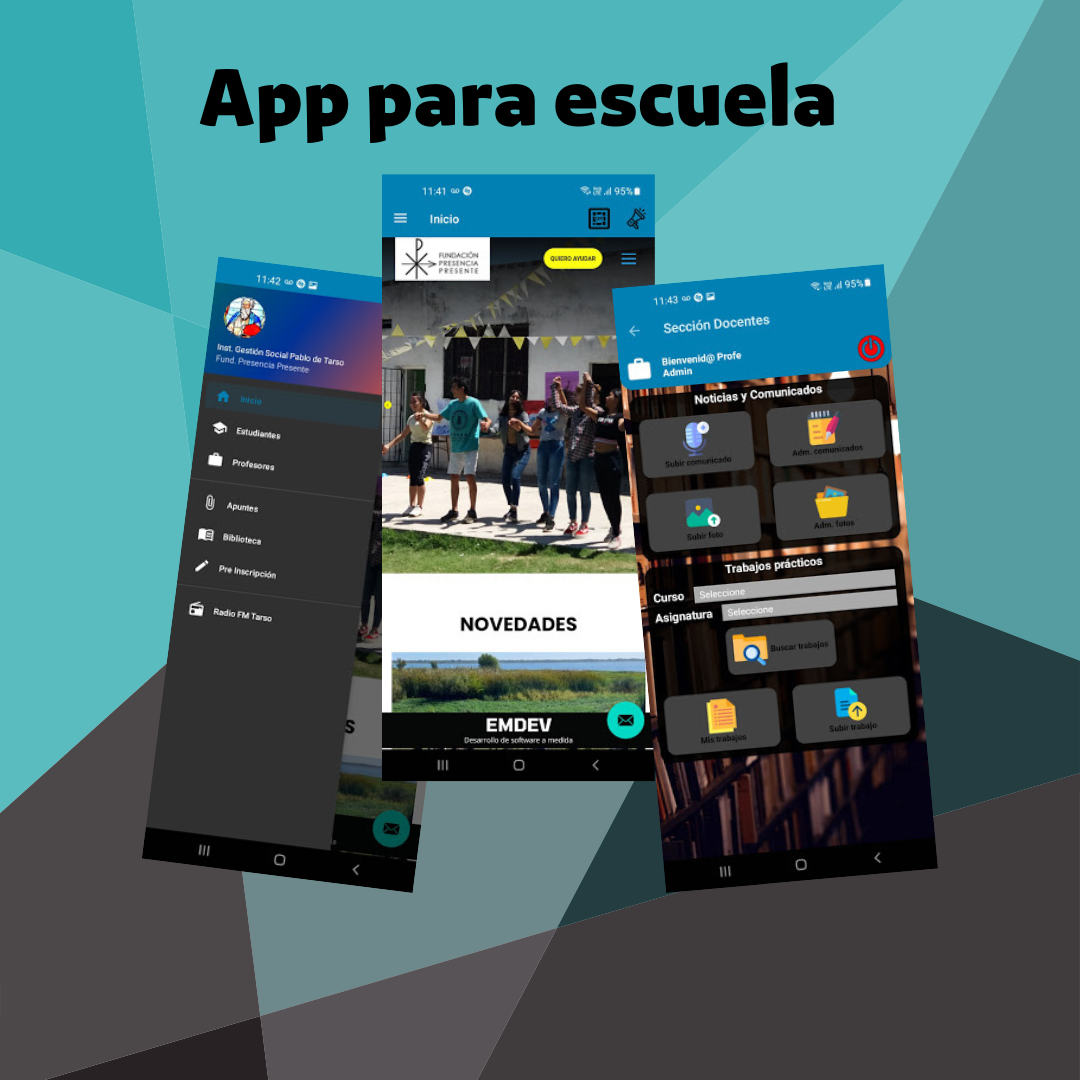 App para escuela
11:42
Inst. Gestión Social Pablo de Tarso
Fund. Presencia Presente
Inicio
Estudiantes
Profesores
Apuntes
Biblioteca
Pre Inscripción
Radio FM Tarso
S
11:41
95%
Inicio
FUNDACIÓN
PRESENCIA
PRESENTE
QUIERO AYUDAR
NOVEDADES
EMDEV
Desarrollo de software a medida
11:43
95%
Sección Docentes
Bienvenid@ Profe
Admin
Noticias y Comunicados
Subir comunicado
Adm. comunicados
Subir foto
Adm. fotos
Trabajos prácticos
Curso
Seleccione
Asignatura
Seleccione
Buscar trabajos
Mis trabajos
Subir trabajo